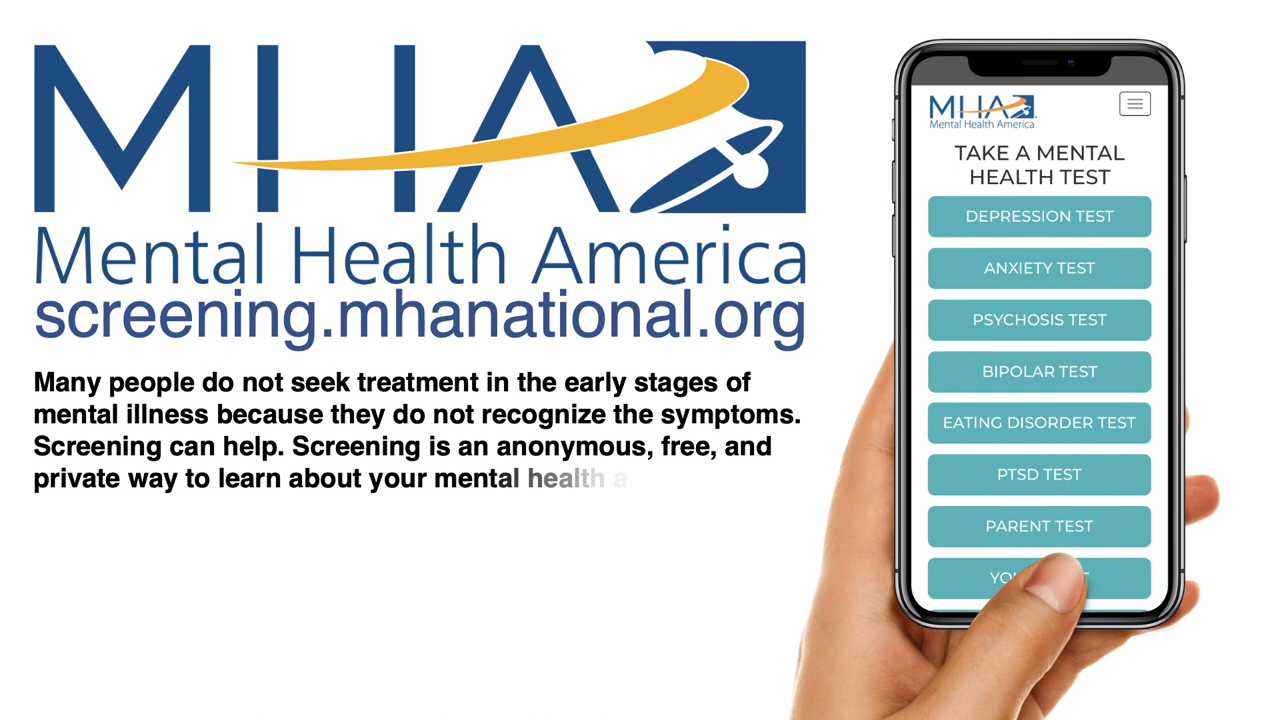 MHA
Mental Health America
screening.mhanational.org
Many people do not seek treatment in the early stages of
mental illness because they do not recognize the symptoms.
Screening can help. Screening is an anonymous, free, and
private way to learn about your mental health a
MHA
Mental Health America
TAKE A MENTAL
HEALTH TEST
DEPRESSION TEST
ANXIETY TEST
PSYCHOSIS TEST
BIPOLAR TEST
EATING DISORDER TEST
PTSD TEST
PARENT TEST